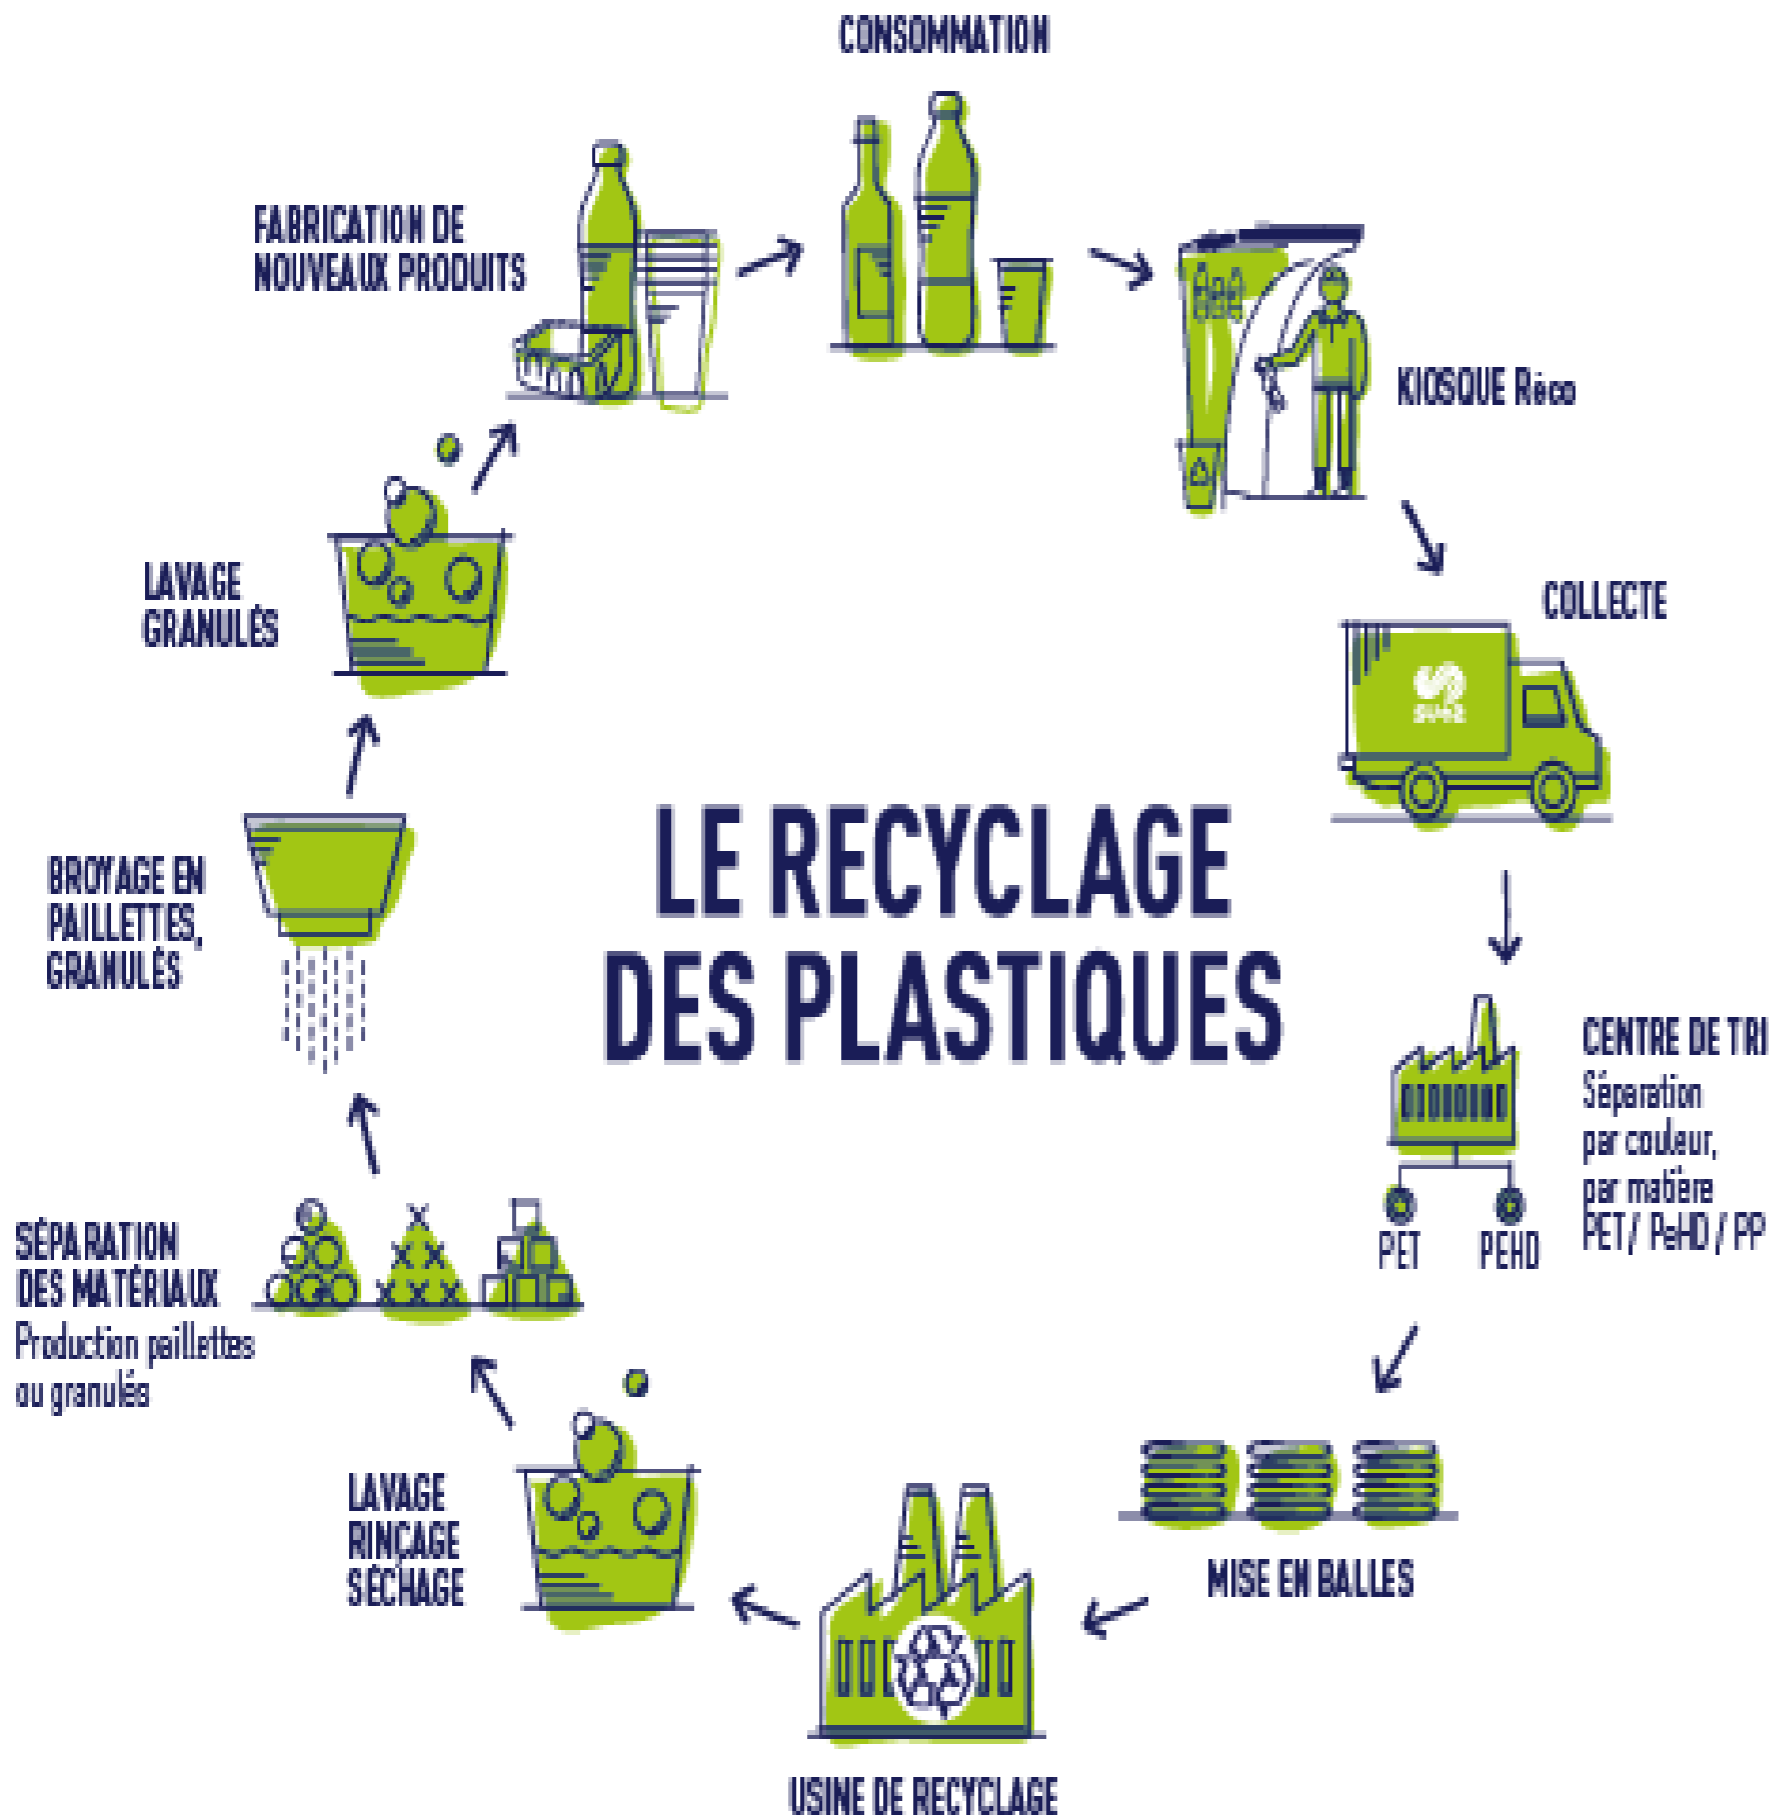 CONSOMMATION
FABRICATION DE
NOUVEAUX PRODUITS
KIOSQUE Réco
LAVAGE
GRANULÉS
COLLECTE
suez
LE RECYCLAGE
DES PLASTIQUES
BROYAGE EN
PAILLETTES,
GRANULÉS
CENTRE DE TRI
Séparation
par couleur,
par matière
PET / PeHD / PP
PET
PEHD
SÉPARATION
DES MATÉRIAUX
Production paillettes
ou granulés
LAVAGE
RINÇAGE
SÉCHAGE
MISE EN BALLES
USINE DE RECYCLAGE